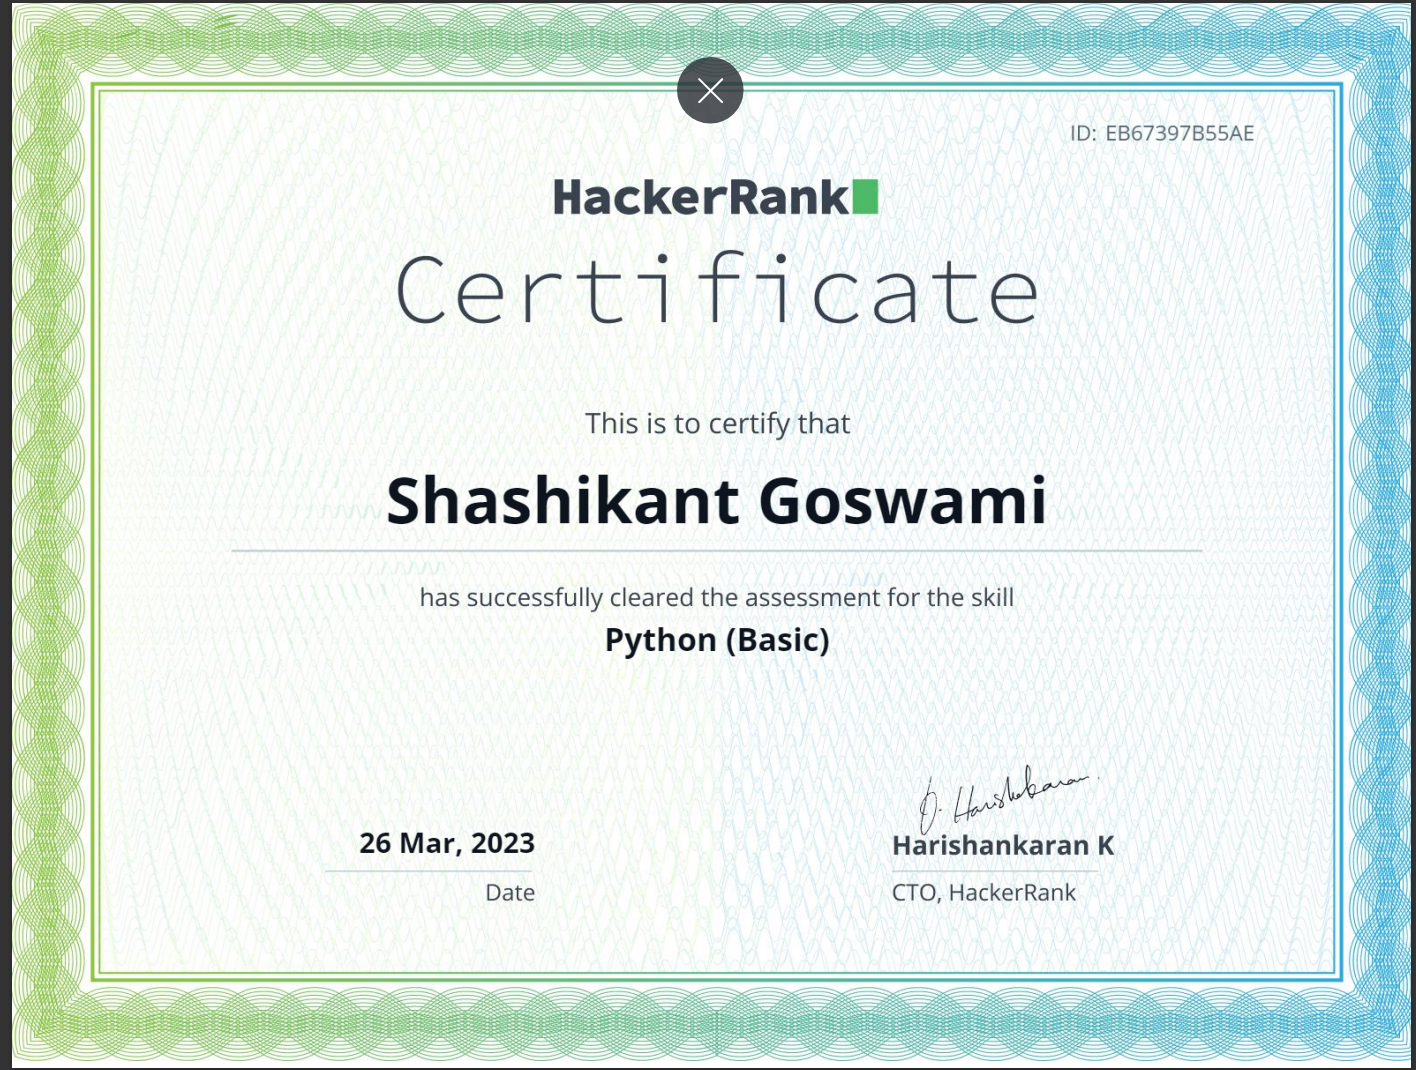 ID: EB67397B55AE
HackerRank
Certificate
This is to certify that
Shashikant Goswami
has successfully cleared the assessment for the skill
Python (Basic)
26 Mar, 2023
Date
Harishankaran K
CTO, HackerRank